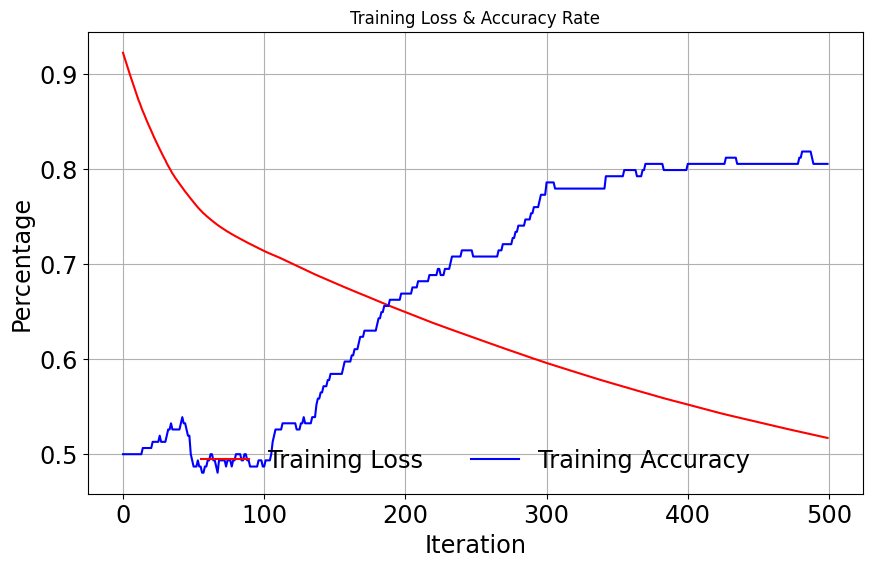 Training Loss & Accuracy Rate
Percentage
0.9
0.8
0.7
0.6
0.5
Training Loss
Training Accuracy
0 100 200 300 400 500
Iteration